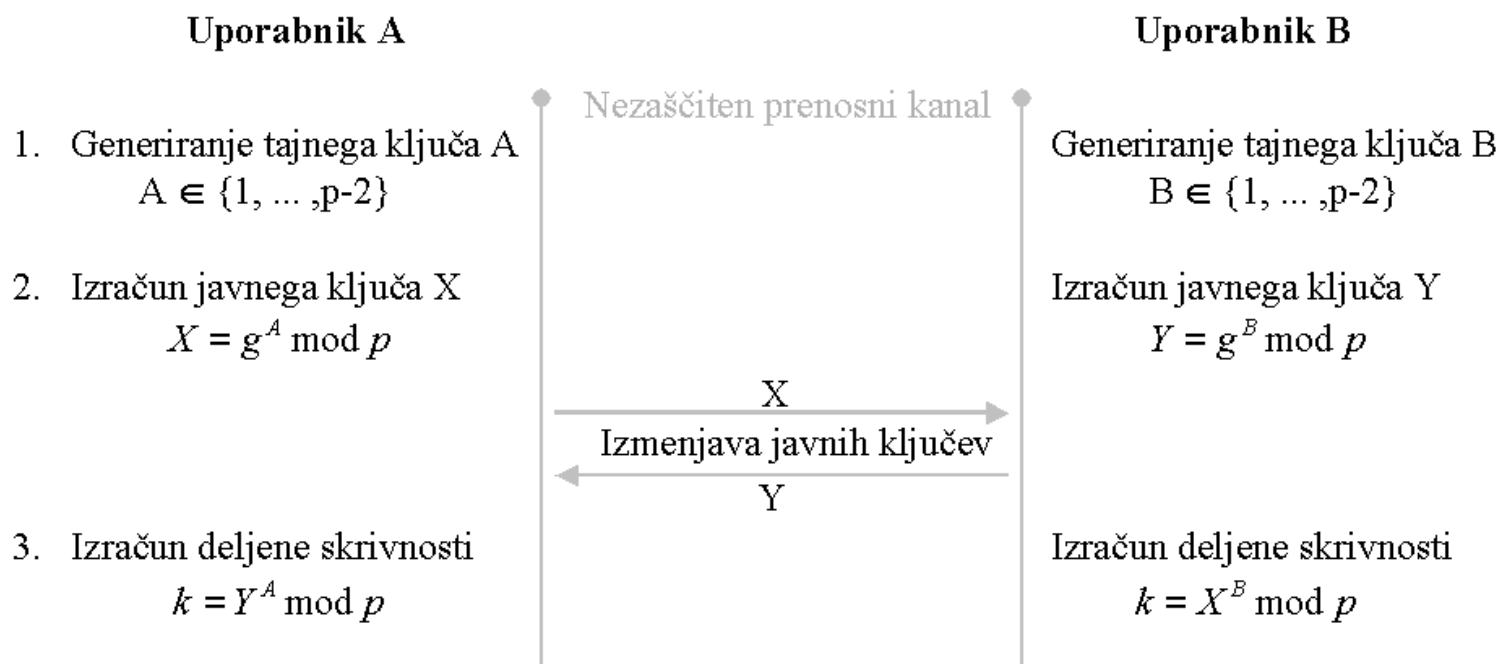 Uporabnik A
Uporabnik B
Nezaščiten prenosni kanal
1. Generiranje tajnega ključa A
A ∈ {1, ... ,p-2}
Generiranje tajnega ključa B
B ∈ {1, ... ,p-2}
2. Izračun javnega ključa X
X = g^A mod p
Izračun javnega ključa Y
Y = g^B mod p
X
Izmenjava javnih ključev
Y
3. Izračun deljene skrivnosti
k = Y^A mod p
Izračun deljene skrivnosti
k = X^B mod p